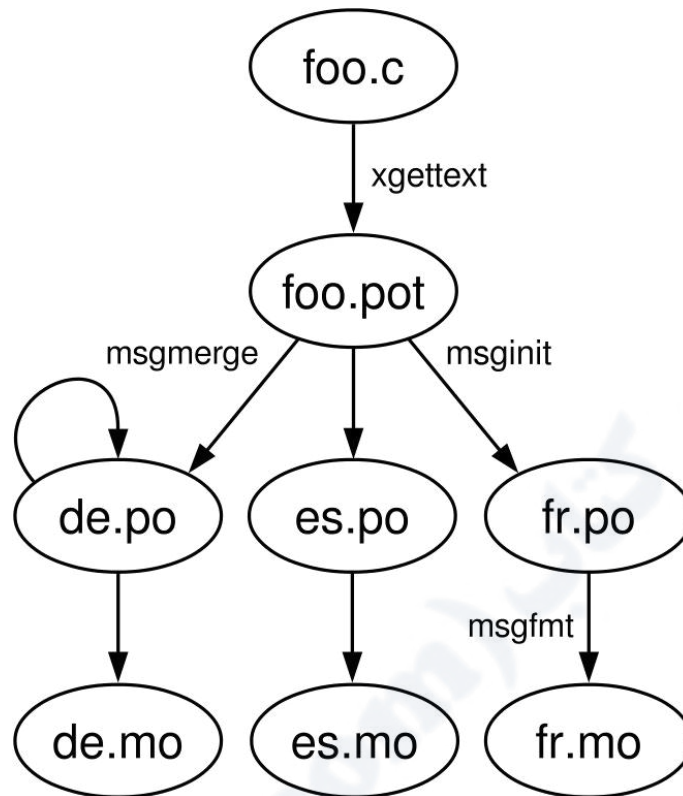 foo.c
xgettext
foo.pot
msgmerge
msginit
de.po
es.po
fr.po
msgfmt
de.mo
es.mo
fr.mo